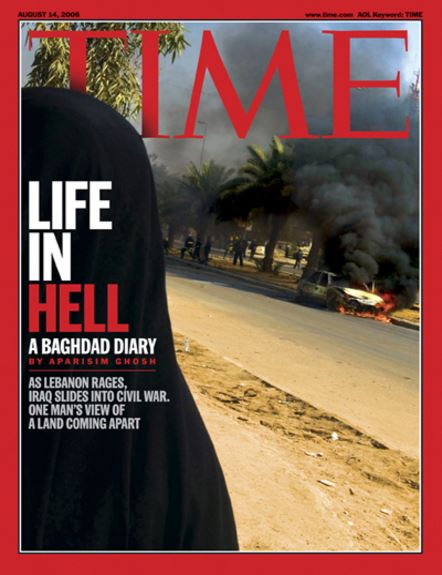 AUGUST 14, 2006
www.time.com AOL Keyword: TIME
TIME
LIFE
IN
HELL
A BAGHDAD DIARY
BY APARISIM GHOSH
AS LEBANON RAGES,
IRAQ SLIDES INTO CIVIL WAR.
ONE MAN'S VIEW OF
A LAND COMING APART